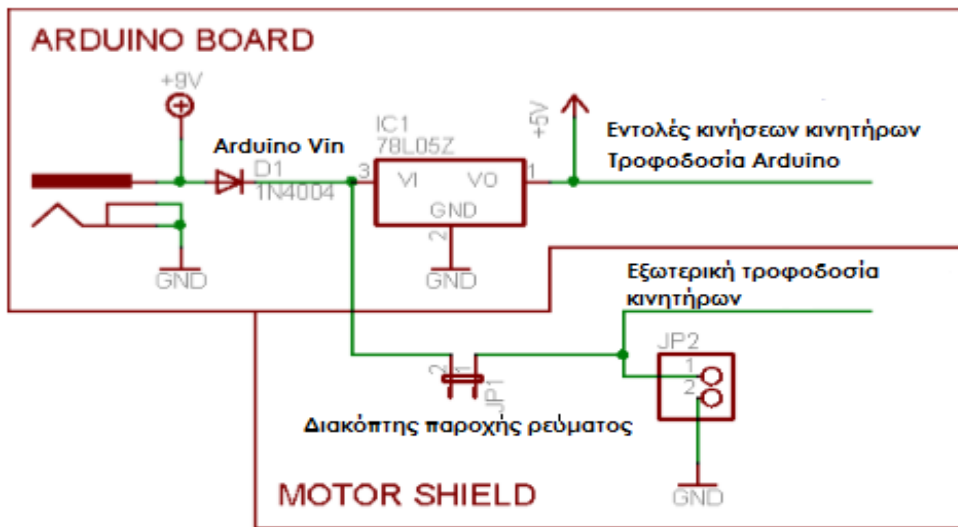 ARDUINO BOARD
+9V
Arduino Vin
D1
1N4004
IC1
78L05Z
3
VI
VO
1
GND
2
GND
GND
+5V
Εντολές κινήσεων κινητήρων
Τροφοδοσία Arduino
Εξωτερική τροφοδοσία
κινητήρων
JP2
1
2
2
1
JP1
Διακόπτης παροχής ρεύματος
GND
MOTOR SHIELD